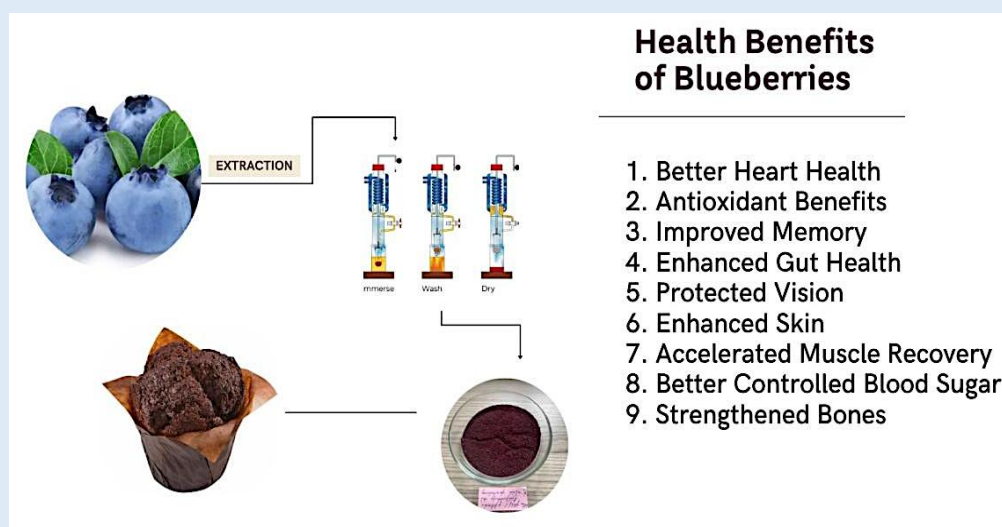 Health Benefits
of Blueberries
EXTRACTION
mmerse
Wash
Dry
1. Better Heart Health
2. Antioxidant Benefits
3. Improved Memory
4. Enhanced Gut Health
5. Protected Vision
6. Enhanced Skin
7. Accelerated Muscle Recovery
8. Better Controlled Blood Sugar
9. Strengthened Bones